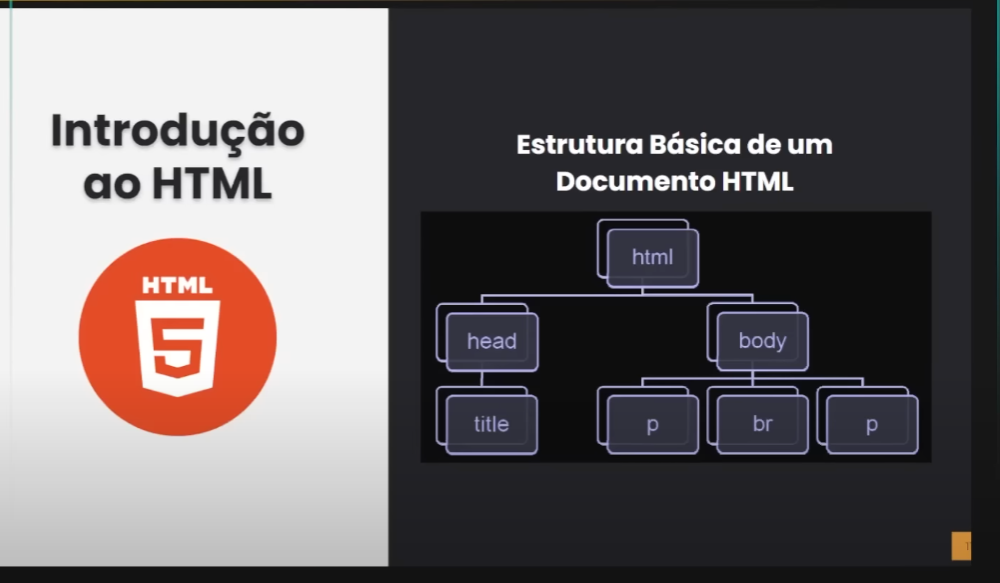 Introdução
ao HTML
HTML
5
Estrutura Básica de um
Documento HTML
html
head
body
title
p
br
p